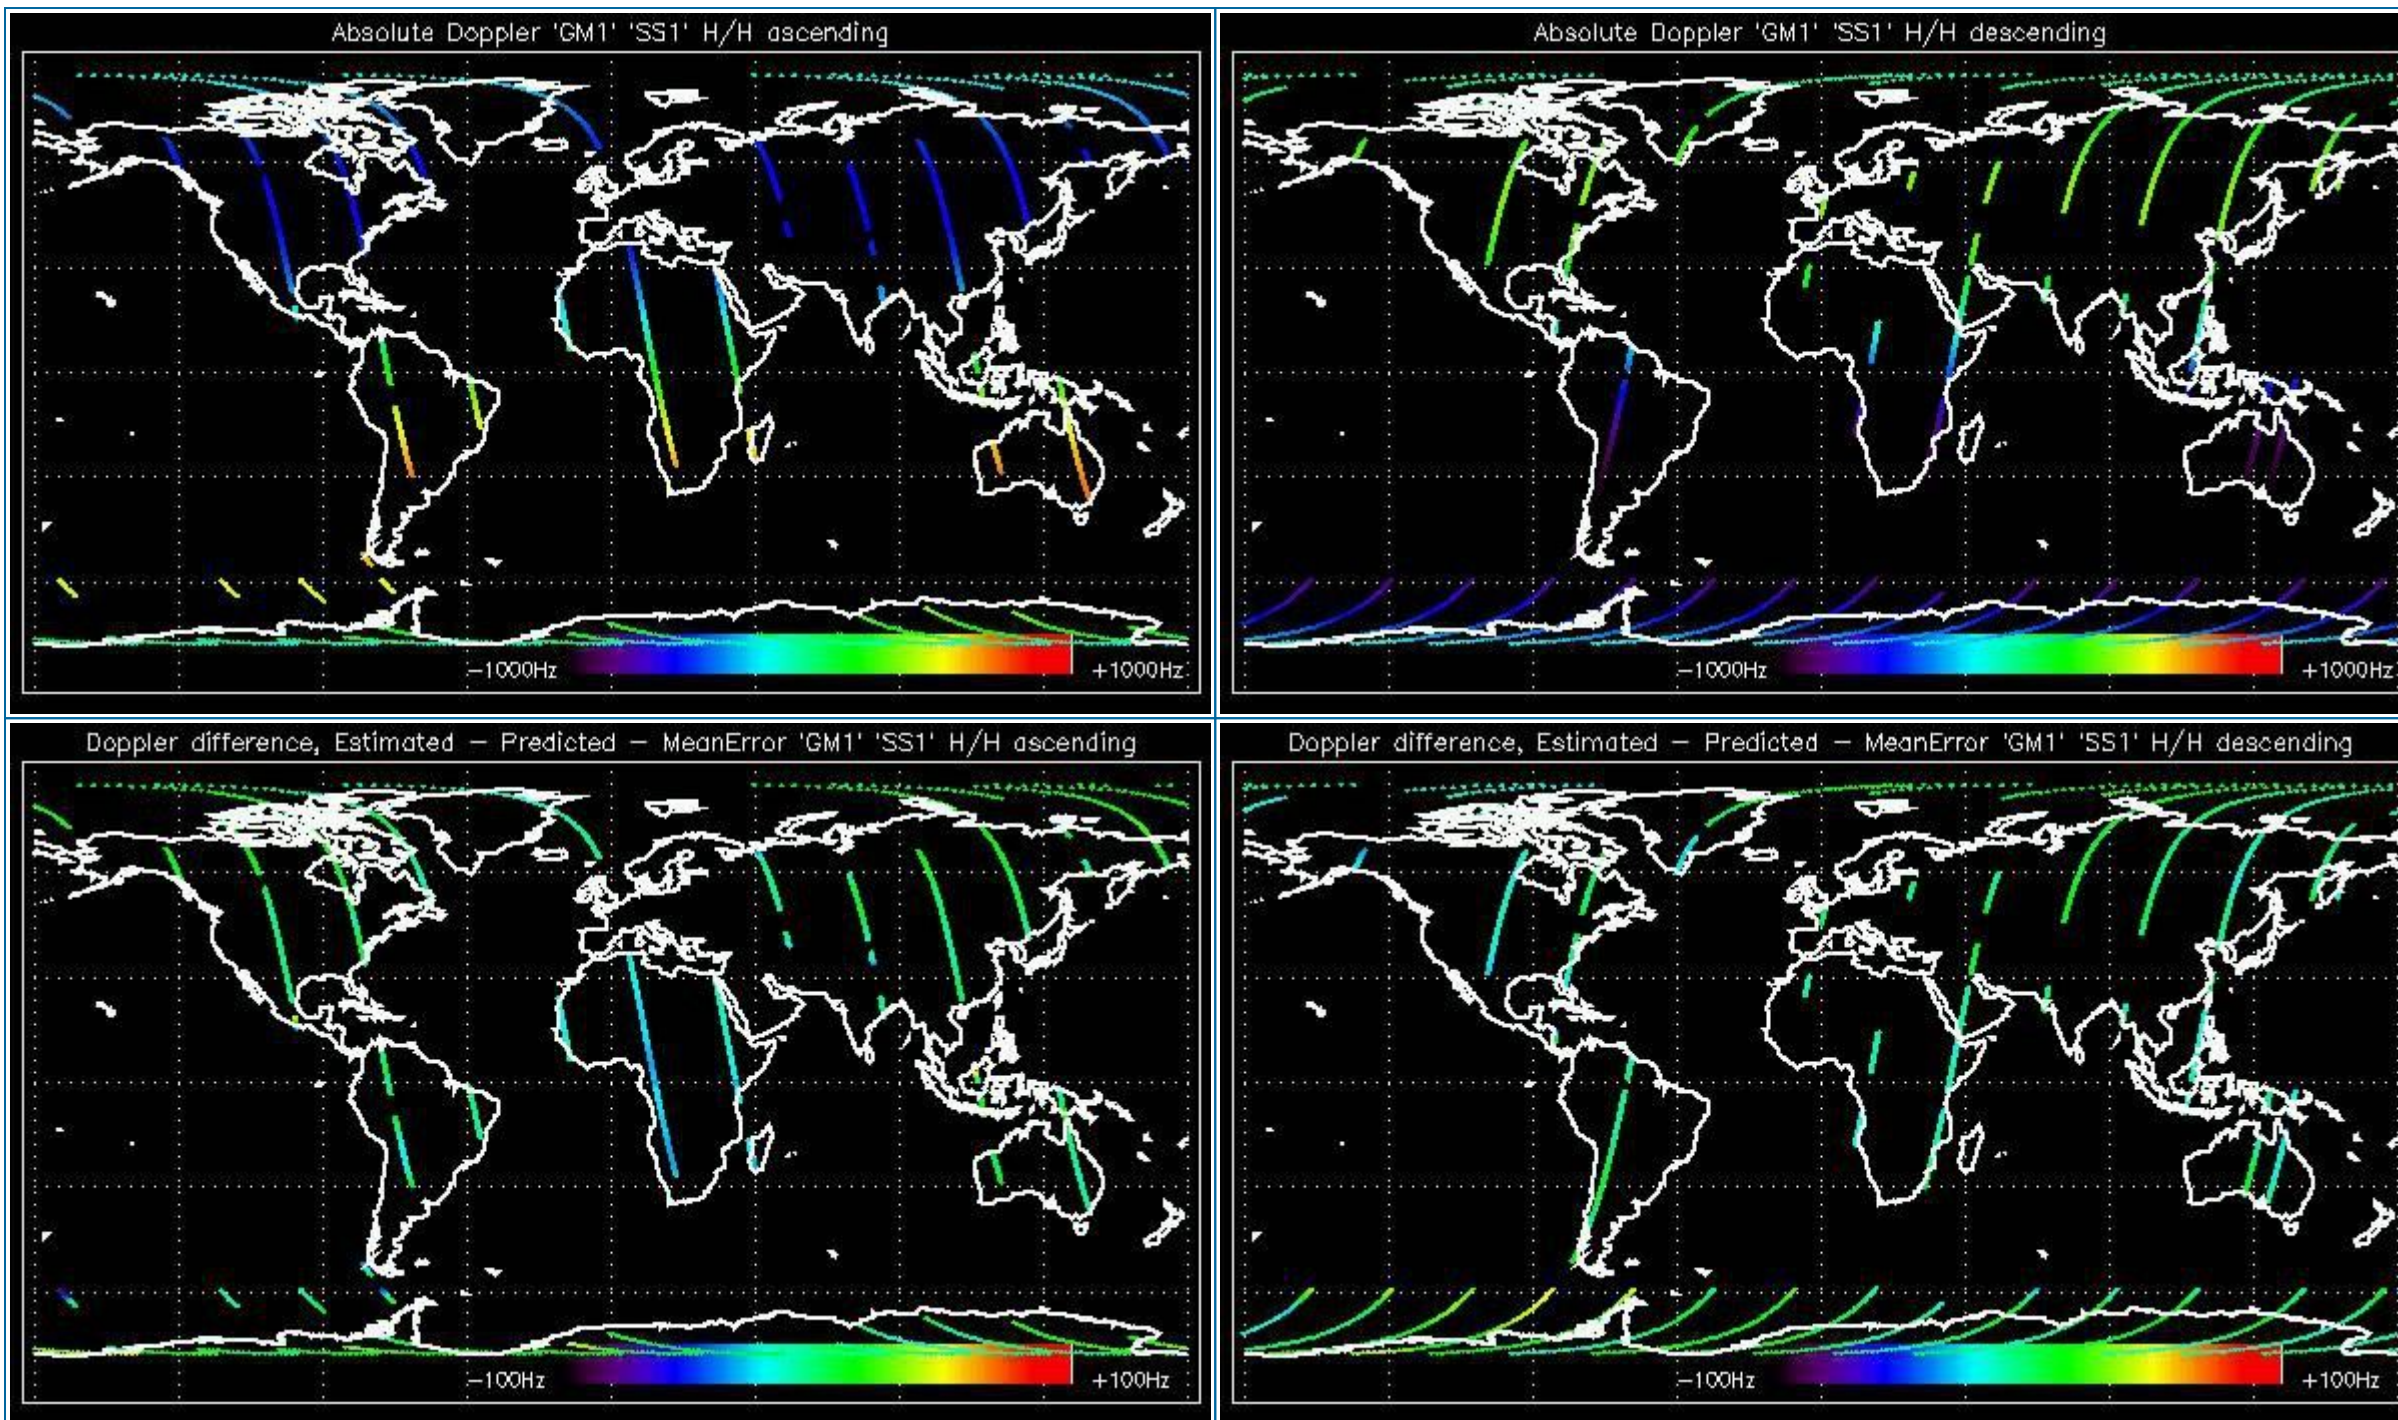 Absolute Doppler 'GM1' 'SS1' H/H ascending
−1000Hz
+1000Hz
Absolute Doppler 'GM1' 'SS1' H/H descending
−1000Hz
+1000Hz
Doppler difference, Estimated − Predicted − MeanError 'GM1' 'SS1' H/H ascending
−100Hz
+100Hz
Doppler difference, Estimated − Predicted − MeanError 'GM1' 'SS1' H/H descending
−100Hz
+100Hz